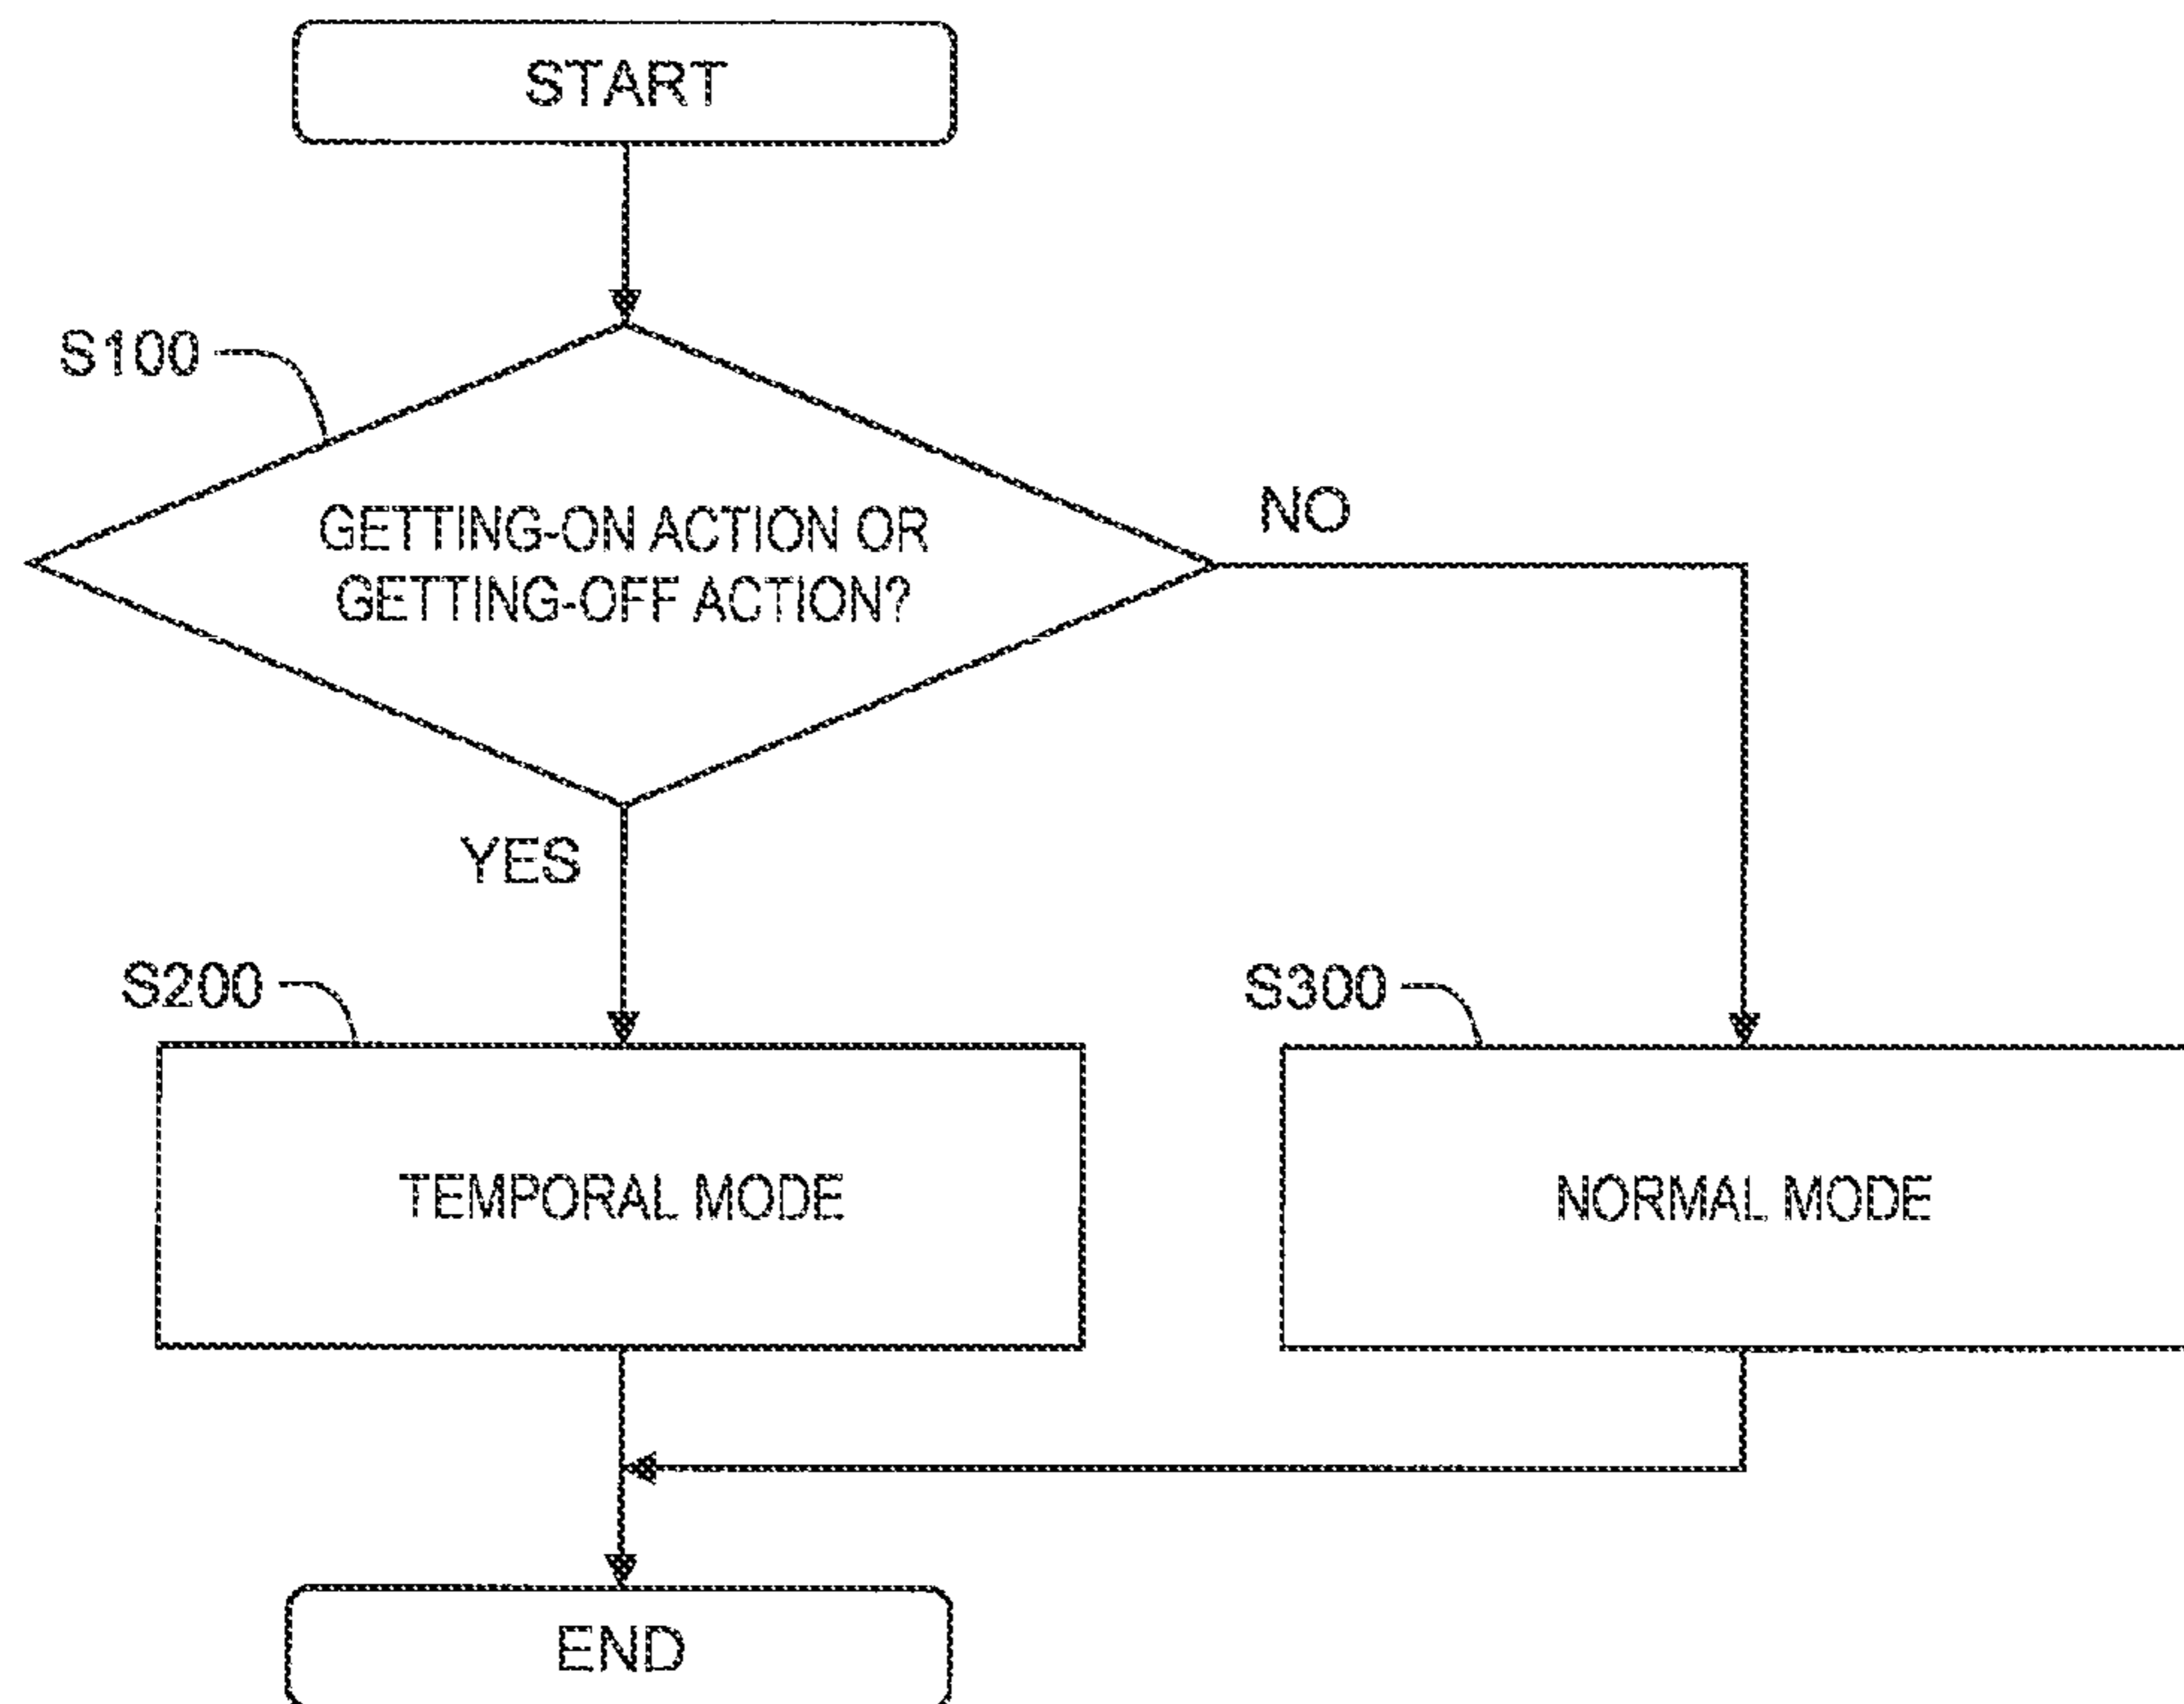 START
S100
GETTING-ON ACTION OR
GETTING-OFF ACTION?
NO
YES
S200
TEMPORAL MODE
S300
NORMAL MODE
END